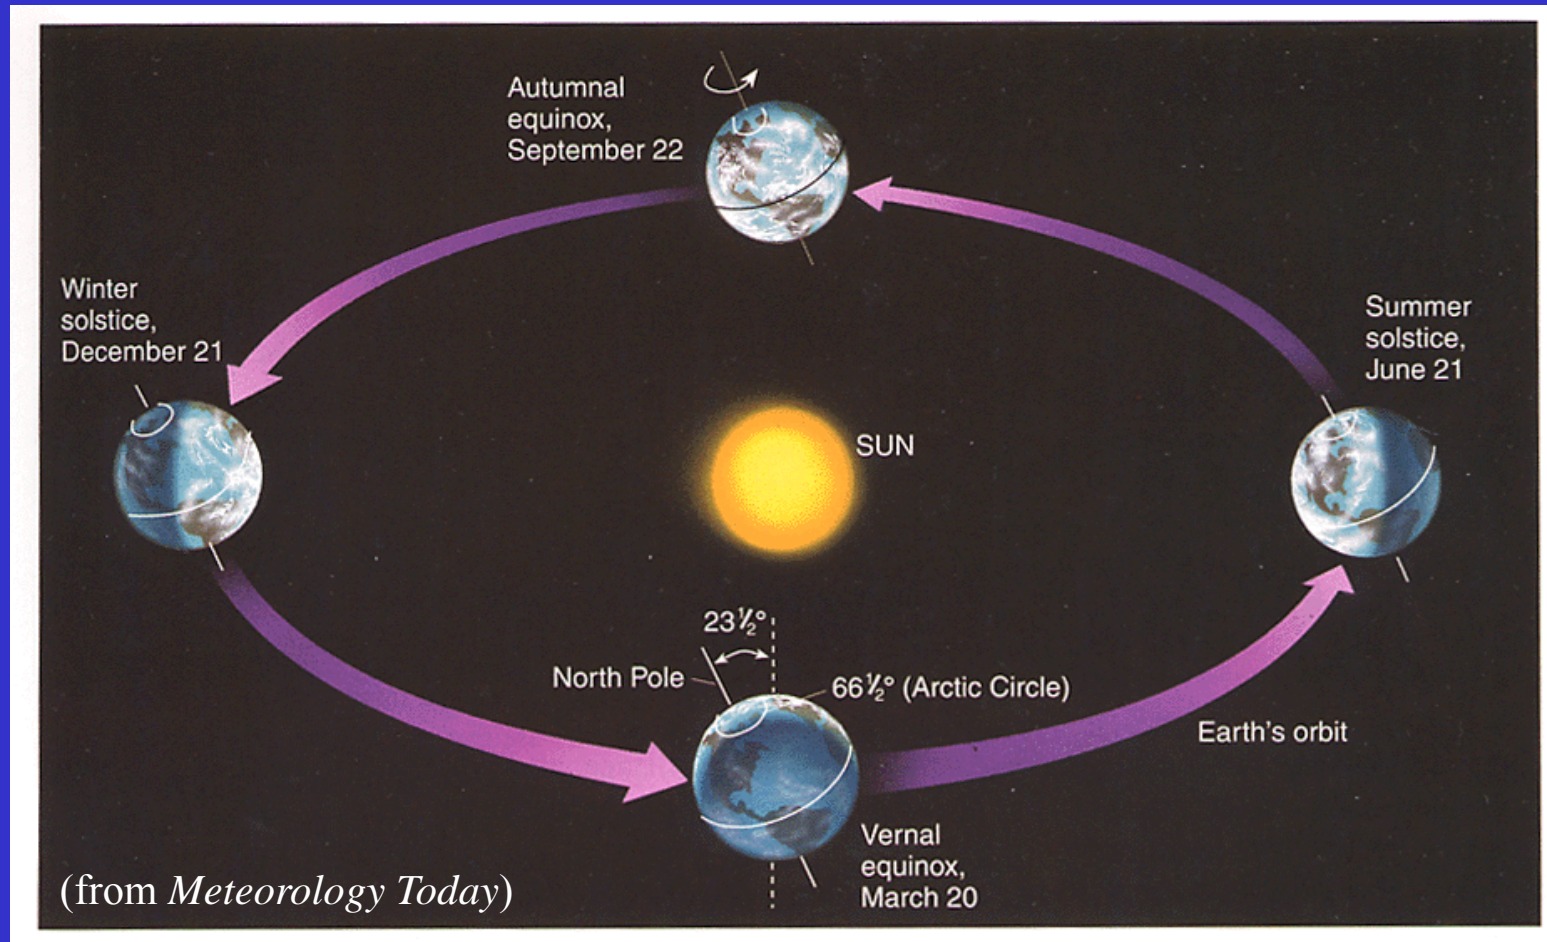 Autumnal
equinox,
September 22
Winter
solstice,
December 21
Summer
solstice,
June 21
SUN
23½°
North Pole
66½° (Arctic Circle)
Earth's orbit
Vernal
equinox,
March 20
(from Meteorology Today)